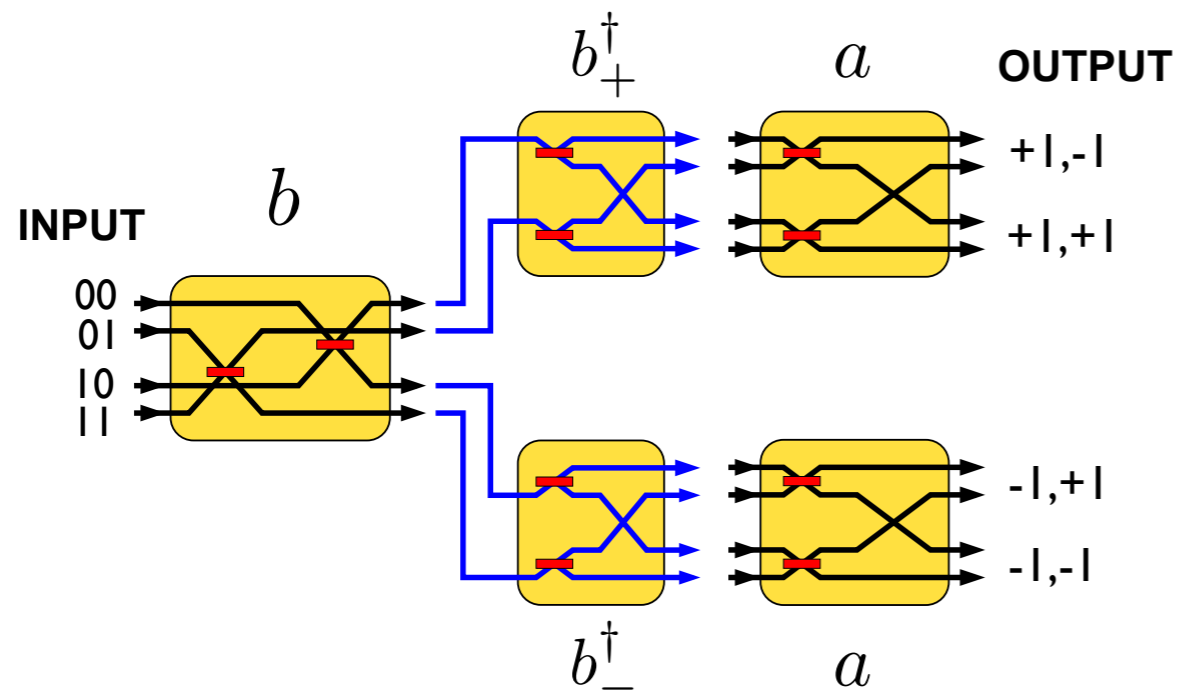 b†+
a
OUTPUT
b
INPUT
+1,-1
+1,+1
00
01
10
11
-1,+1
-1,-1
b†−
a